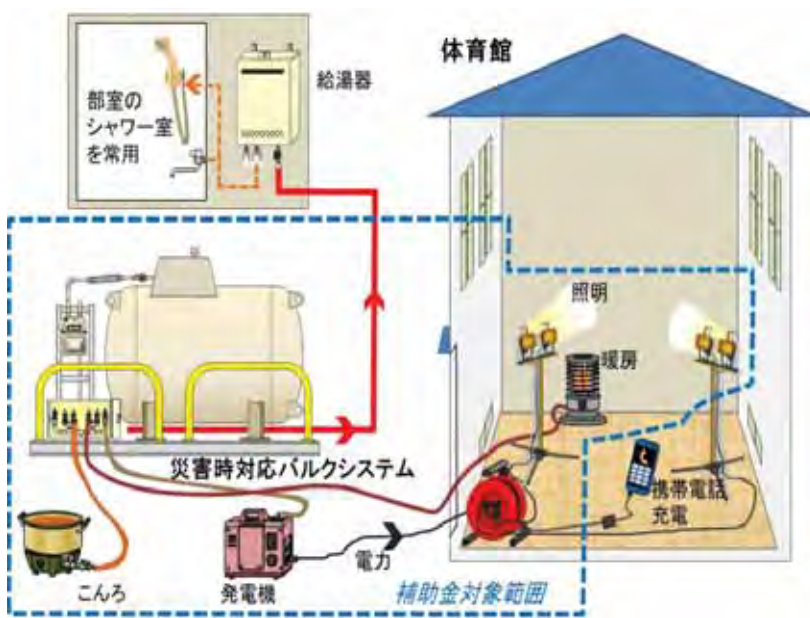 体育館
給湯器
部室の
シャワー室
を常用
照明
暖房
災害時対応バルクシステム
携帯電話
充電
こんろ
発電機
電力
補助金対象範囲